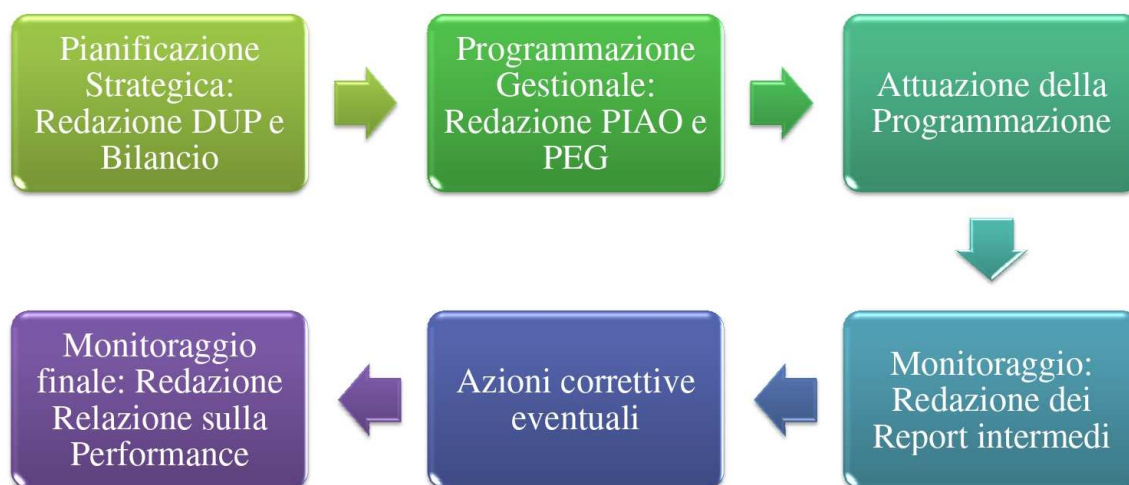 Pianificazione
Strategica:
Redazione DUP e
Bilancio
Programmazione
Gestionale:
Redazione PIAO e
PEG
Attuazione della
Programmazione
Monitoraggio:
Redazione dei
Report intermedi
Azioni correttive
eventuali
Monitoraggio
finale: Redazione
Relazione sulla
Performance